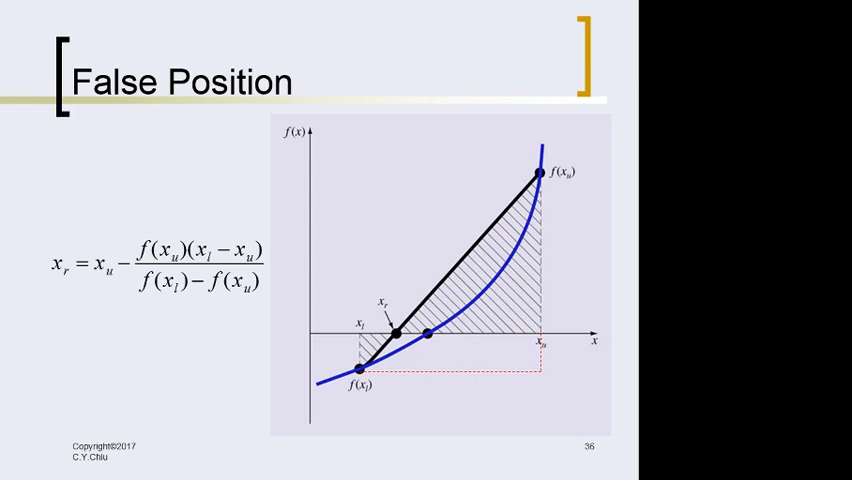 False Position
f(x)
f(x_u)
x_r = x_u − f(x_u)(x_l − x_u) / f(x_l) − f(x_u)
x_r
x_l
x_u
x
f(x_l)
Copyright©2017
C.Y.Chiu
36